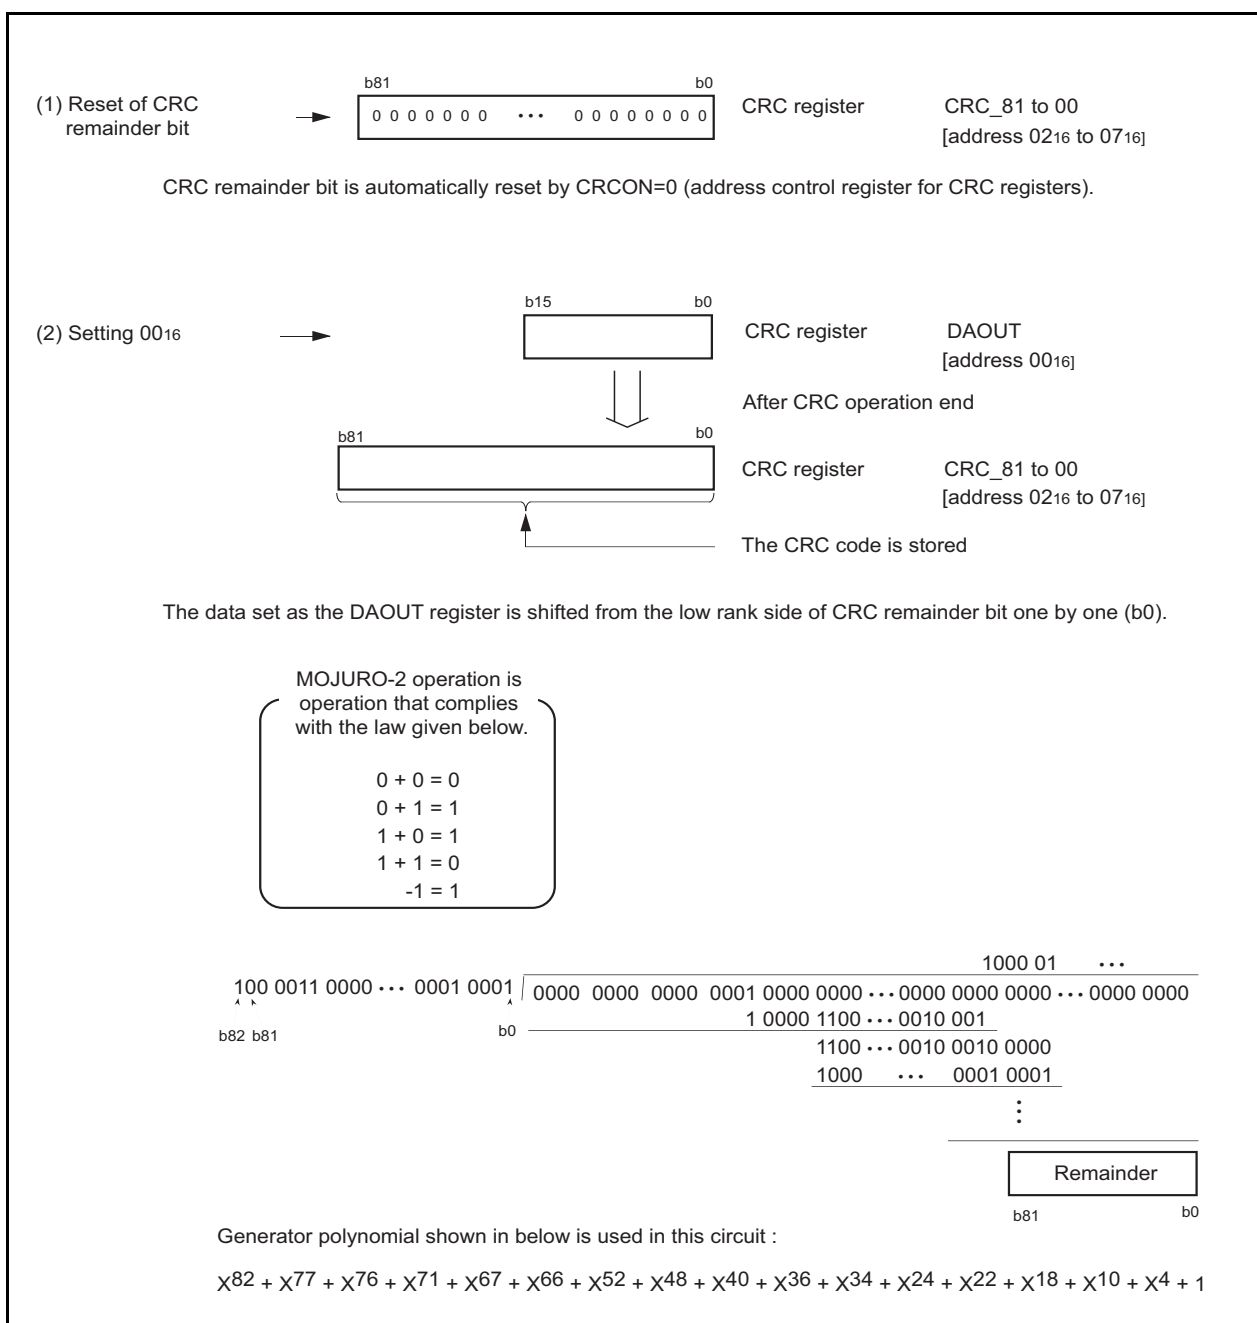 b81 b0
(1) Reset of CRC CRC register CRC_81 to 00
remainder bit 0 0 0 0 0 0 0 ••• 0 0 0 0 0 0 0 0 [address 0216 to 0716]
CRC remainder bit is automatically reset by CRCON=0 (address control register for CRC registers).
b15 b0
(2) Setting 0016 CRC register DAOUT
[address 0016]
After CRC operation end
b81 b0
CRC register CRC_81 to 00
[address 0216 to 0716]
The CRC code is stored
The data set as the DAOUT register is shifted from the low rank side of CRC remainder bit one by one (b0).
MOJURO-2 operation is
operation that complies
with the law given below.
0 + 0 = 0
0 + 1 = 1
1 + 0 = 1
1 + 1 = 0
-1 = 1
1000 01 •••
100 0011 0000 ••• 0001 0001 0000 0000 0000 0001 0000 0000 ••• 0000 0000 0000 ••• 0000 0000
b82 b81 b0 1 0000 1100 ••• 0010 001
1100 ••• 0010 0010 0000
1000 ••• 0001 0001
Remainder
b81 b0
Generator polynomial shown in below is used in this circuit :
X82 + X77 + X76 + X71 + X67 + X66 + X52 + X48 + X40 + X36 + X34 + X24 + X22 + X18 + X10 + X4 + 1